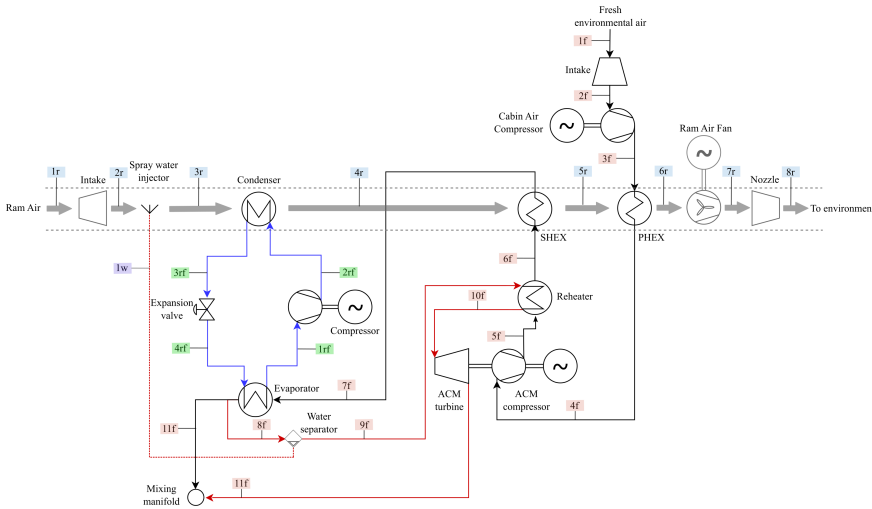 Fresh
environmental air
1f
Intake
2f
Cabin Air
Compressor
Ram Air Fan
3f
1r
Intake
2r
Spray water
injector
3r
Condenser
4r
5r
6r
7r
Nozzle
8r
Ram Air
To environmen
SHEX
PHEX
1w
3rf
2rf
6f
Expansion
valve
10f
Reheater
Compressor
4rf
1rf
5f
ACM
turbine
ACM
compressor
Evaporator
7f
4f
11f
8f
Water
separator
9f
11f
Mixing
manifold